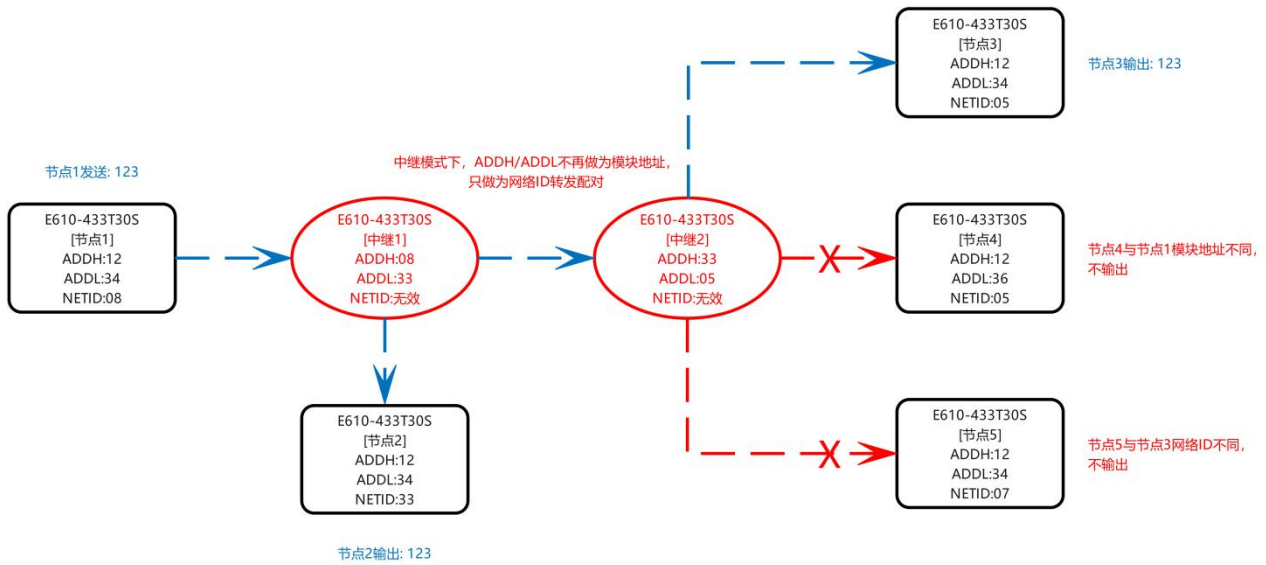 E610-433T30S
[节点3]
ADDH:12
ADDL:34
NETID:05
节点3输出: 123
节点1发送: 123
中继模式下，ADDH/ADDL不再做为模块地址，
只做为网络ID转发配对
E610-433T30S
[节点1]
ADDH:12
ADDL:34
NETID:08
E610-433T30S
[中继1]
ADDH:08
ADDL:33
NETID:无效
E610-433T30S
[中继2]
ADDH:33
ADDL:05
NETID:无效
E610-433T30S
[节点4]
ADDH:12
ADDL:36
NETID:05
节点4与节点1模块地址不同，
不输出
E610-433T30S
[节点2]
ADDH:12
ADDL:34
NETID:33
E610-433T30S
[节点5]
ADDH:12
ADDL:34
NETID:07
节点5与节点3网络ID不同，
不输出
节点2输出: 123